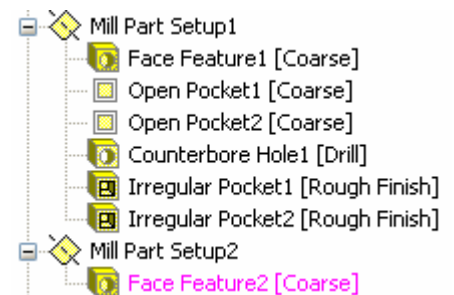 Mill Part Setup1
Face Feature1 [Coarse]
Open Pocket1 [Coarse]
Open Pocket2 [Coarse]
Counterbore Hole1 [Drill]
Irregular Pocket1 [Rough Finish]
Irregular Pocket2 [Rough Finish]
Mill Part Setup2
Face Feature2 [Coarse]